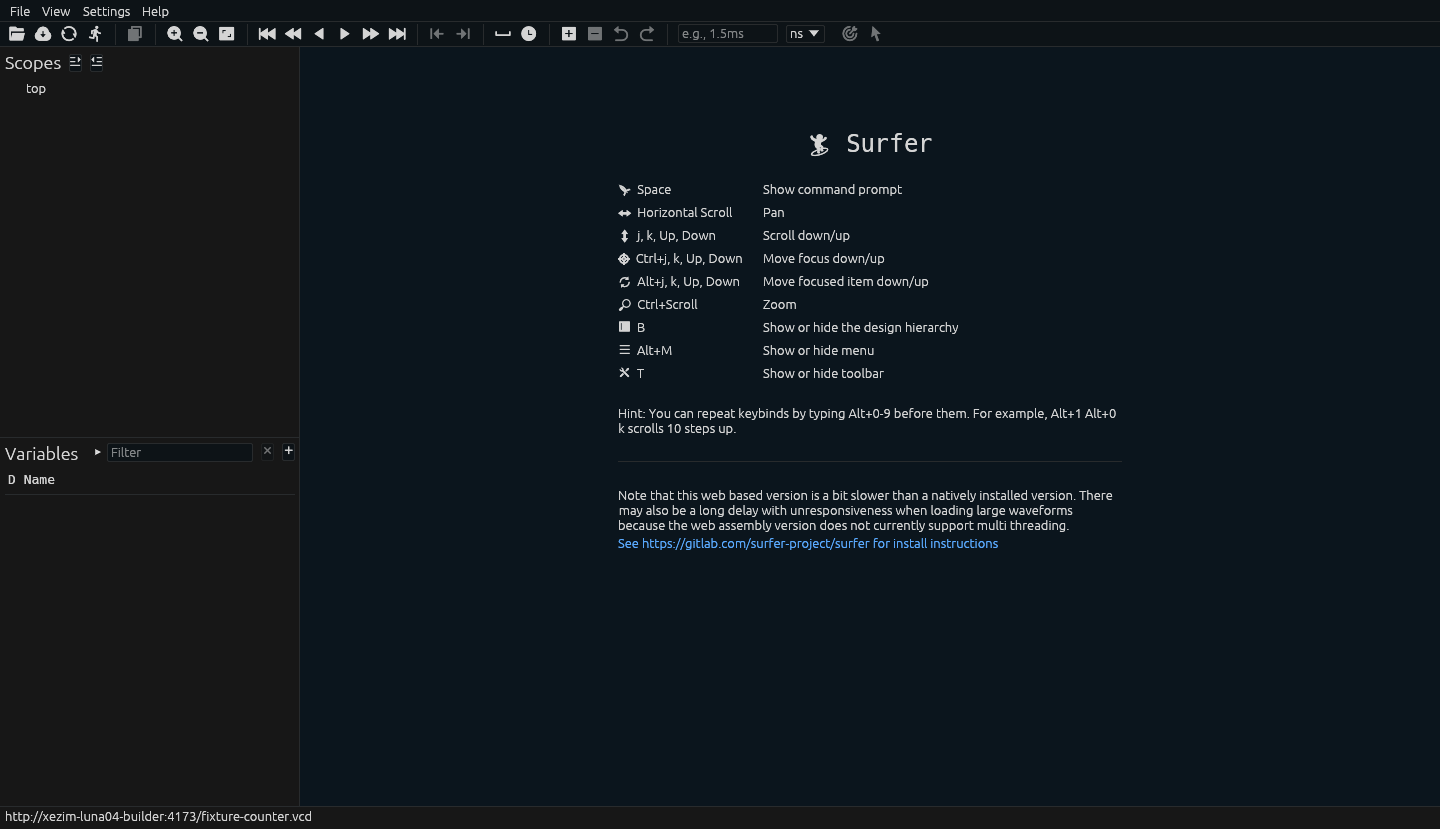 File View Settings Help
e.g., 1.5ms ns
Scopes
top
Surfer
Space Show command prompt
Horizontal Scroll Pan
j, k, Up, Down Scroll down/up
Ctrl+j, k, Up, Down Move focus down/up
Alt+j, k, Up, Down Move focused item down/up
Ctrl+Scroll Zoom
B Show or hide the design hierarchy
Alt+M Show or hide menu
T Show or hide toolbar
Hint: You can repeat keybinds by typing Alt+0-9 before them. For example, Alt+1 Alt+0
k scrolls 10 steps up.
Variables Filter
D Name
Note that this web based version is a bit slower than a natively installed version. There
may also be a long delay with unresponsiveness when loading large waveforms
because the web assembly version does not currently support multi threading.
See https://gitlab.com/surfer-project/surfer for install instructions
http://xezim-luna04-builder:4173/fixture-counter.vcd